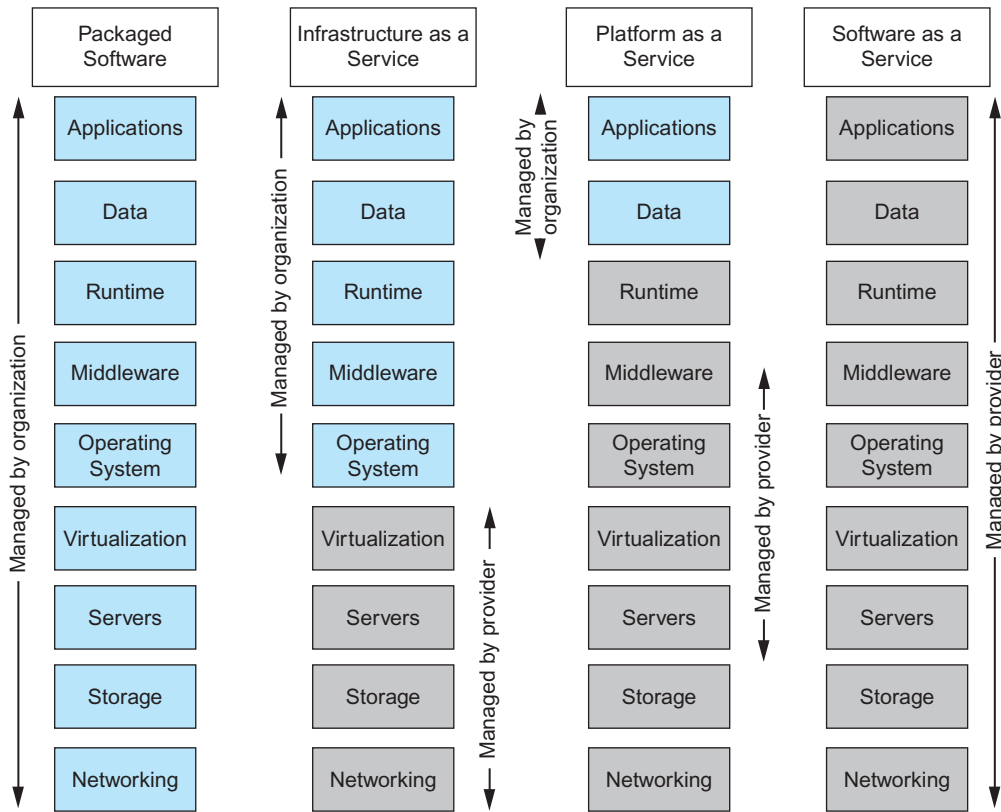 Packaged
Software
Infrastructure as a
Service
Platform as a
Service
Software as a
Service
Managed by organization
Applications
Data
Runtime
Middleware
Operating
System
Virtualization
Servers
Storage
Networking
Managed by organization
Applications
Data
Runtime
Middleware
Operating
System
Virtualization
Servers
Storage
Networking
Managed by provider
Managed by
organization
Applications
Data
Runtime
Middleware
Operating
System
Virtualization
Servers
Storage
Networking
Managed by provider
Applications
Data
Runtime
Middleware
Operating
System
Virtualization
Servers
Storage
Networking
Managed by provider